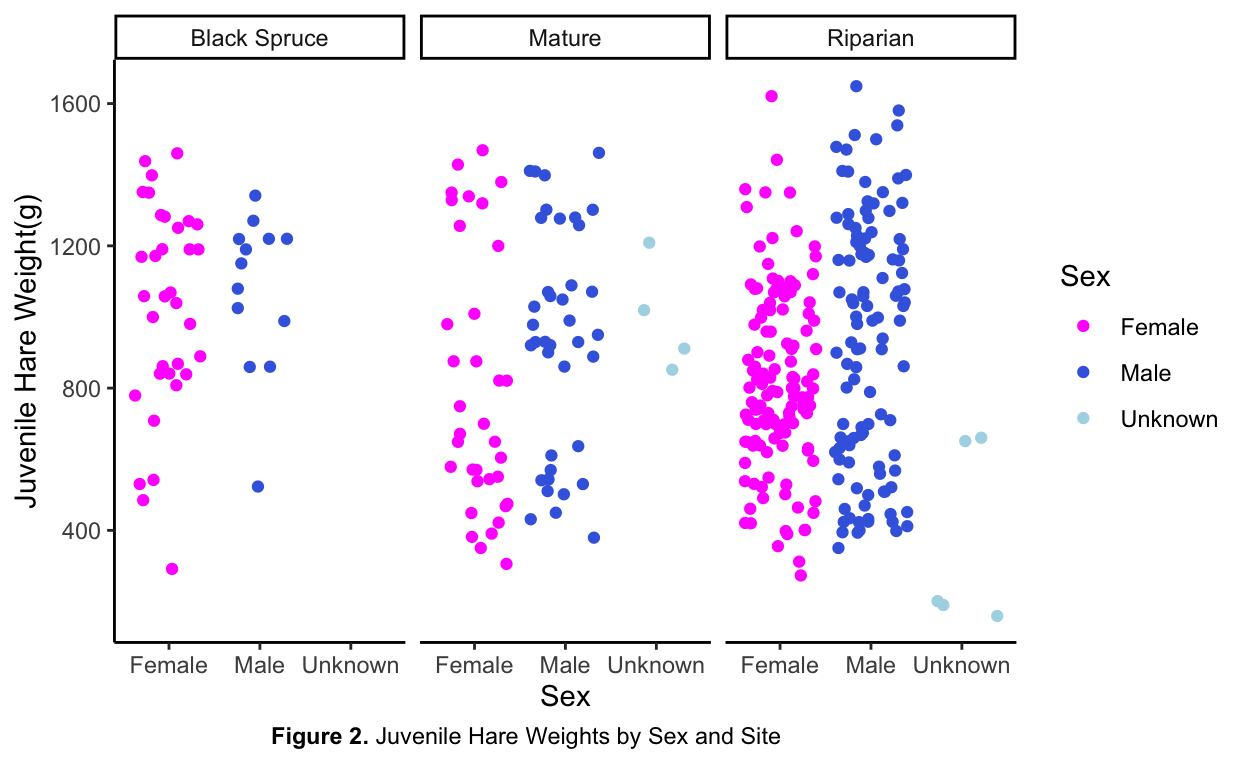 Black Spruce Mature Riparian
1600
1200
800
400
Juvenile Hare Weight(g)
Female Male Unknown Female Male Unknown Female Male Unknown
Sex
Sex
Female
Male
Unknown
Figure 2. Juvenile Hare Weights by Sex and Site